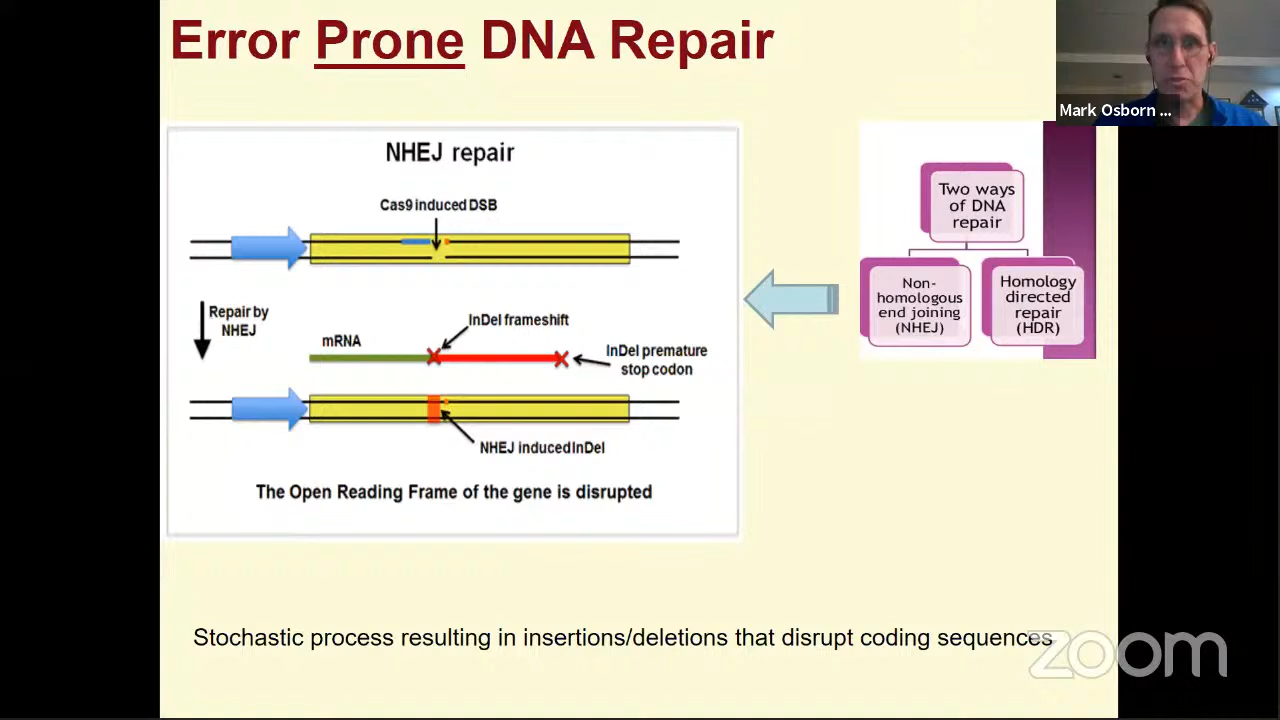 Error Prone DNA Repair
Mark Osborn ...
NHEJ repair
Cas9 induced DSB
Repair by
NHEJ
mRNA
InDel frameshift
InDel premature
stop codon
NHEJ induced InDel
The Open Reading Frame of the gene is disrupted
Two ways
of DNA
repair
Non-
homologous
end joining
(NHEJ)
Homology
directed
repair
(HDR)
Stochastic process resulting in insertions/deletions that disrupt coding sequences
zoom